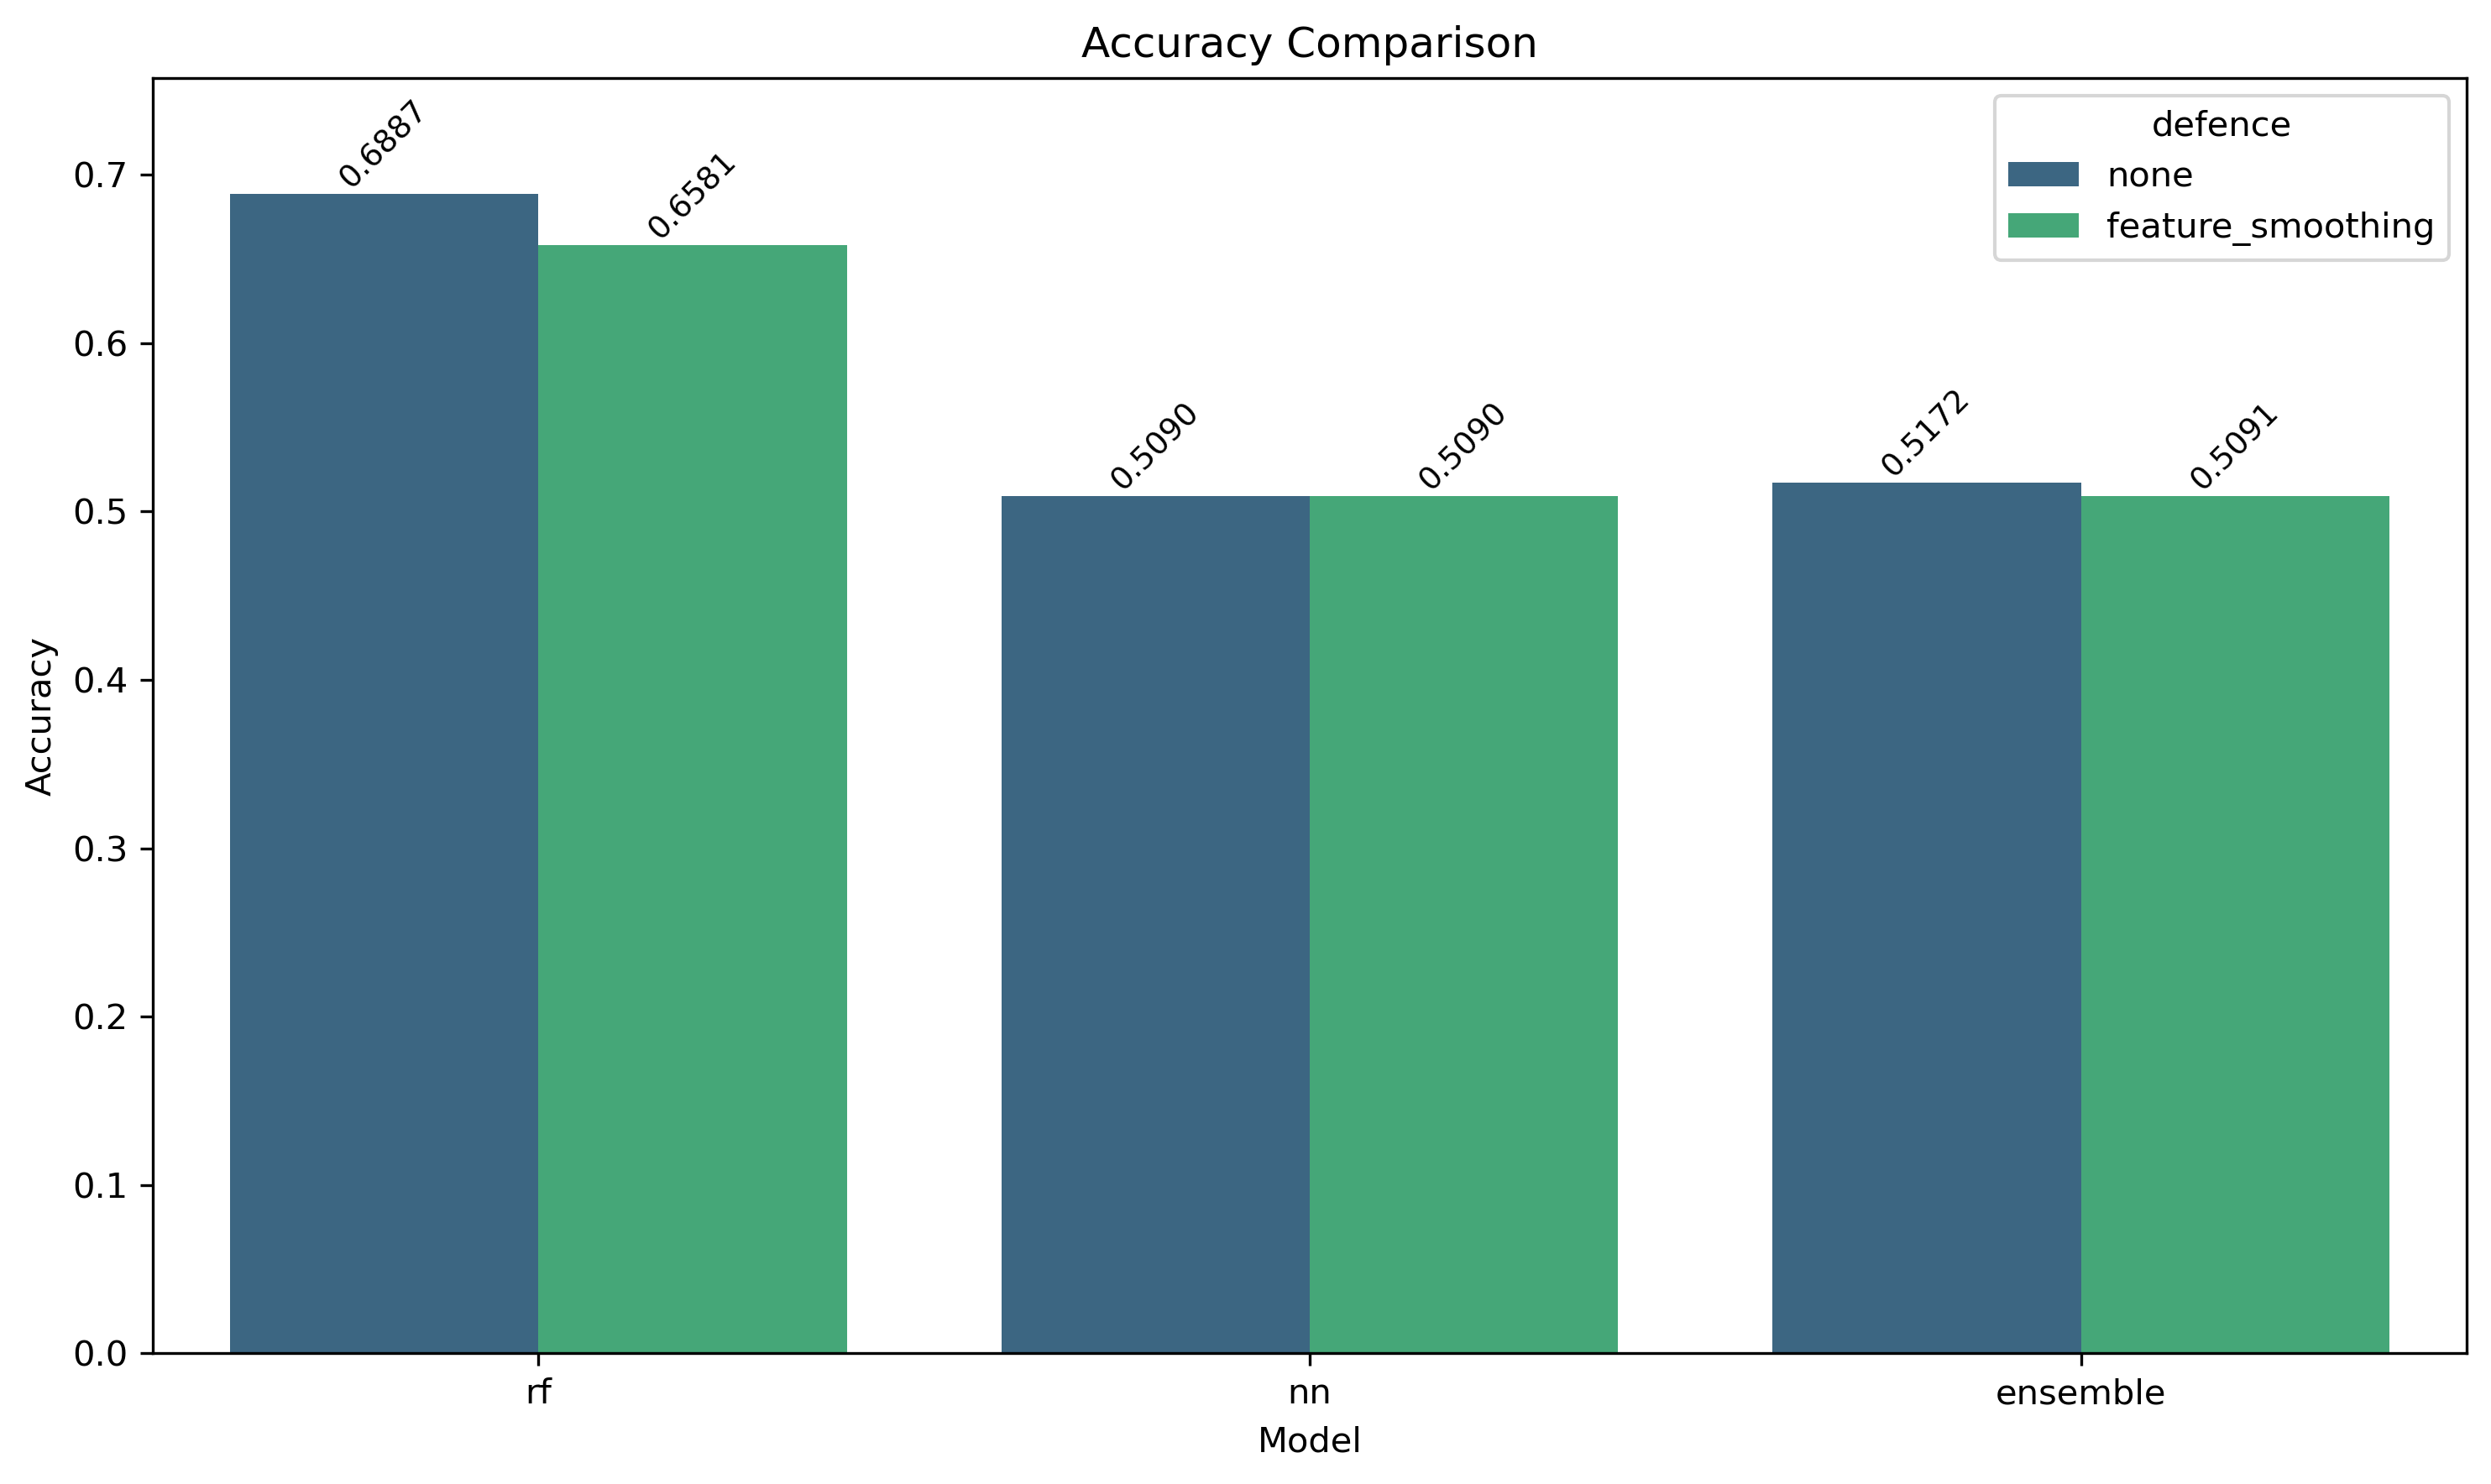 Accuracy Comparison
defence
none
feature_smoothing
0.6887
0.6581
0.5090
0.5090
0.5172
0.5091
Accuracy
0.7
0.6
0.5
0.4
0.3
0.2
0.1
0.0
rf
nn
ensemble
Model